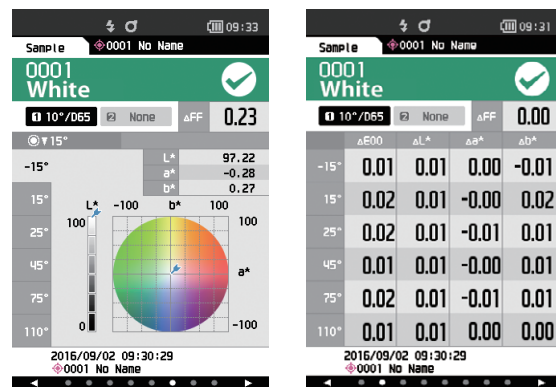 09:33
Sample 0001 No Name
0001
White
1 10°/D65 2 None △FF 0.23
▼15°
-15° L* 97.22
a* -0.28
b* 0.27
15°
25°
45°
75°
110°
L* -100 b* 100
100 100
a*
0 -100
2016/09/02 09:30:29
0001 No Name
09:31
Sample 0001 No Name
0001
White
1 10°/D65 2 None △FF 0.00
△E00 △L* △a* △b*
-15° 0.01 0.01 0.00 -0.01
15° 0.02 0.01 -0.00 0.02
25° 0.02 0.01 -0.01 0.01
45° 0.01 0.01 -0.00 0.01
75° 0.02 0.01 -0.01 0.01
110° 0.01 0.01 0.00 0.00
2016/09/02 09:30:29
0001 No Name